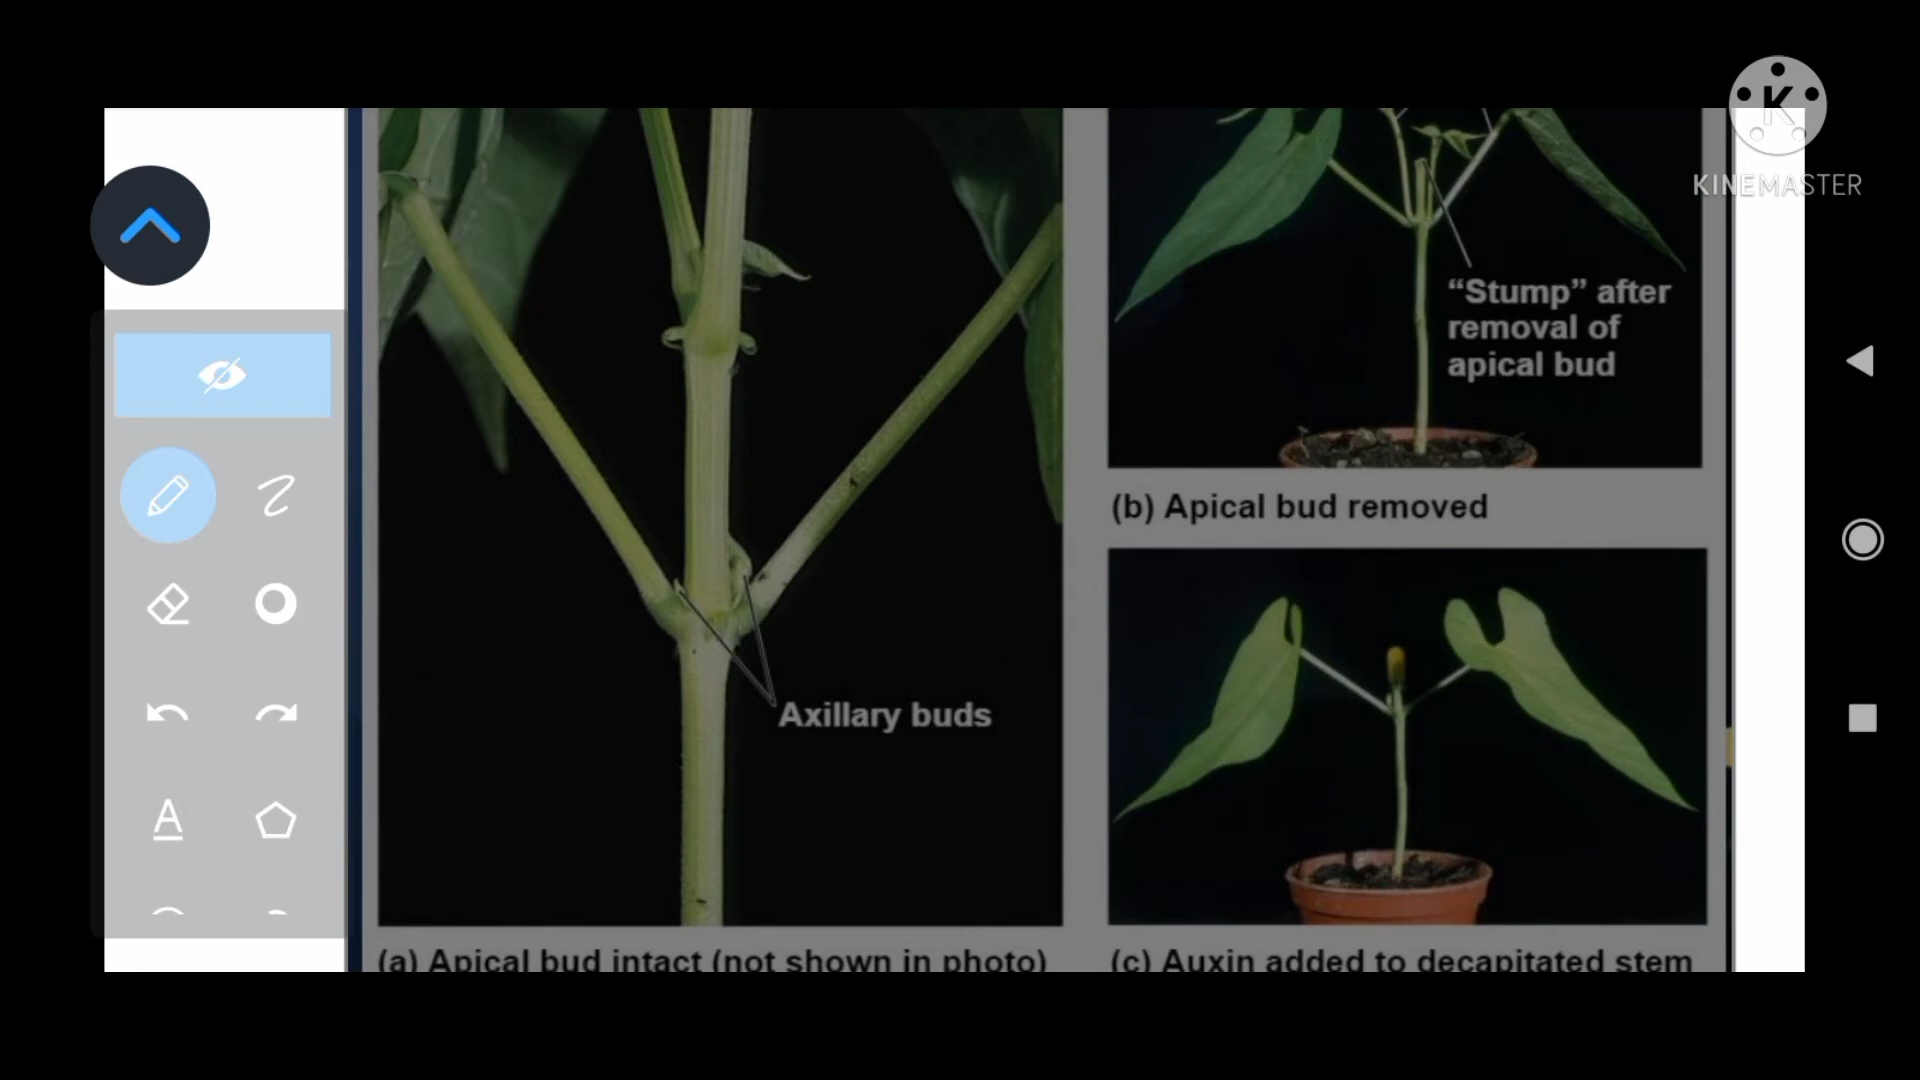 K
KINEMASTER
"Stump" after
removal of
apical bud
(b) Apical bud removed
Axillary buds
(a) Apical bud intact (not shown in photo)
(c) Auxin added to decapitated stem
A